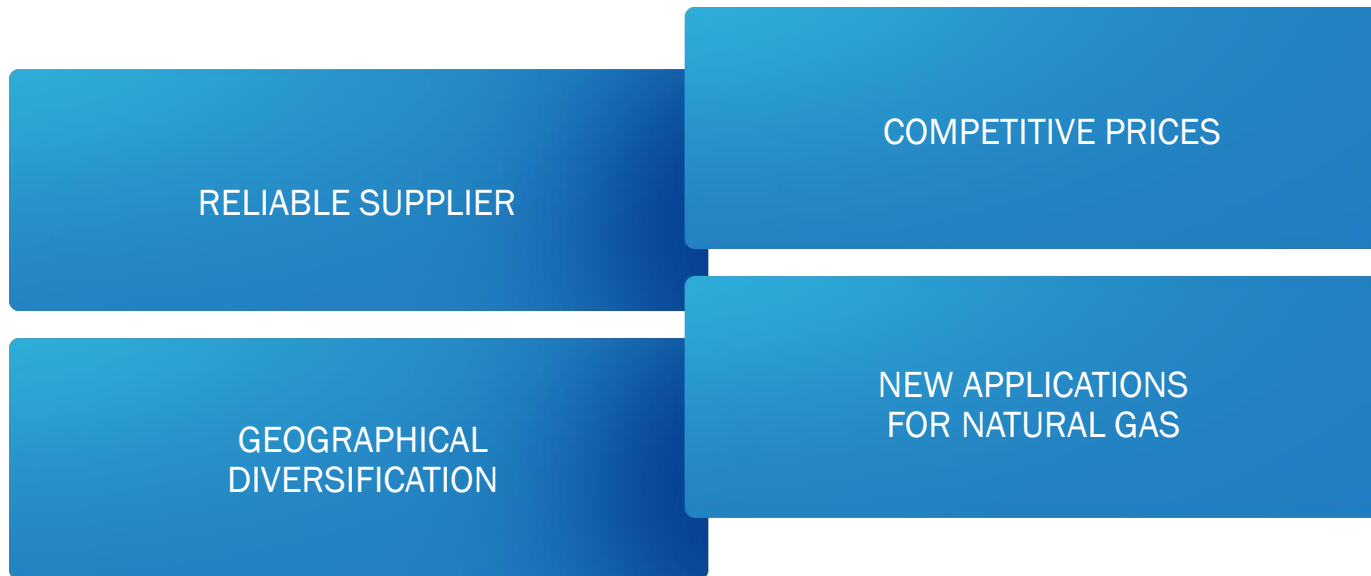 RELIABLE SUPPLIER
COMPETITIVE PRICES
GEOGRAPHICAL
DIVERSIFICATION
NEW APPLICATIONS
FOR NATURAL GAS